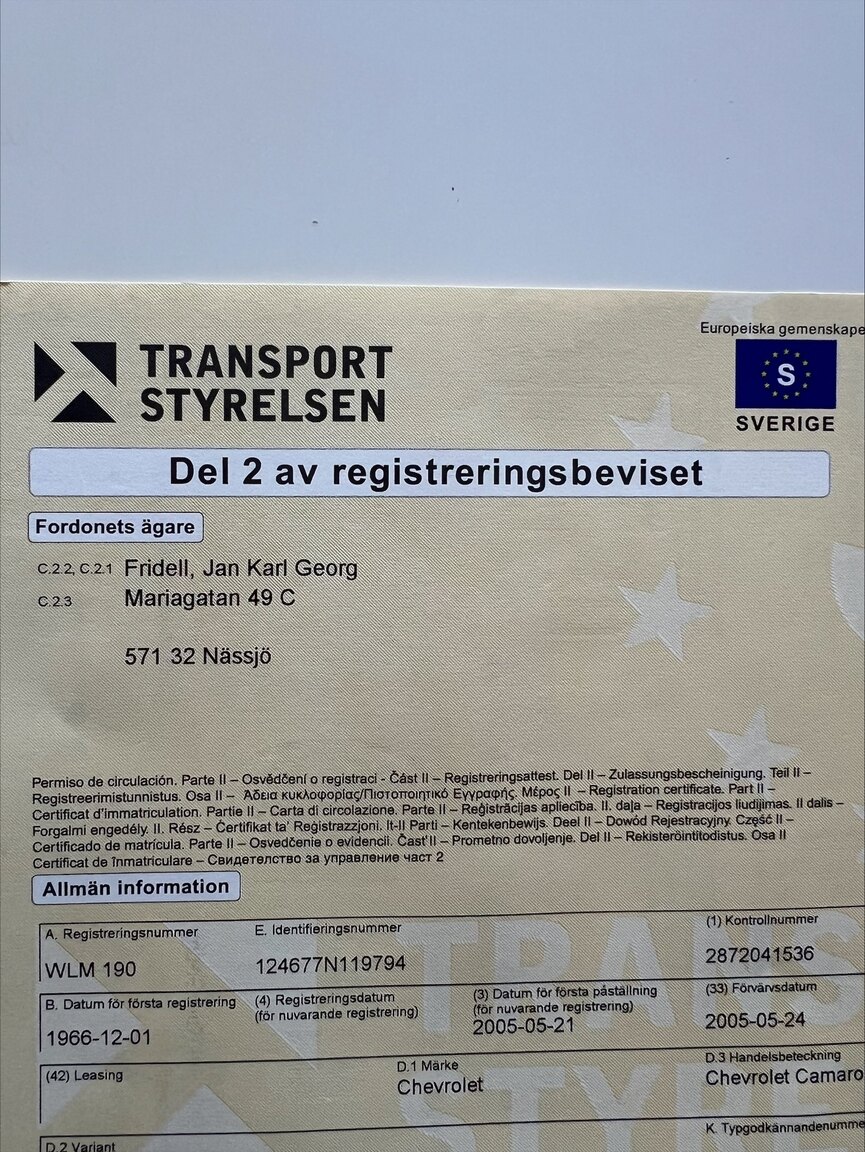 Europeiska gemenskape
TRANSPORT
STYRELSEN
S
SVERIGE
Del 2 av registreringsbeviset
Fordonets ägare
C.2.2, C.2.1 Fridell, Jan Karl Georg
C.2.3 Mariagatan 49 C
571 32 Nässjö
Permiso de circulación. Parte II – Osvědčení o registraci - Část II – Registreringsattest. Del II – Zulassungsbescheinigung. Teil II –
Registreerimistunnistus. Osa II – Άδεια κυκλοφορίας/Πιστοποιητικό Εγγραφής. Μέρος II – Registration certificate. Part II –
Certificat d'immatriculation. Partie II – Carta di circolazione. Parte II – Reģistrācijas apliecība. II. daļa – Registracijos liudijimas. II dalis –
Forgalmi engedély. II. Rész – Ċertifikat ta' Reġistrazzjoni. It-II Parti – Kentekenbewijs. Deel II – Dowód Rejestracyjny. Część II –
Certificado de matrícula. Parte II – Osvedčenie o evidencii. Časť II – Prometno dovoljenje. Del II – Rekisteröintitodistus. Osa II
Certificat de înmatriculare – Свидетелство за управление част 2
Allmän information
A. Registreringsnummer E. Identifieringsnummer (1) Kontrollnummer
WLM 190 124677N119794 2872041536
B. Datum för första registrering (4) Registreringsdatum (3) Datum för första påställning (33) Förvärvsdatum
(för nuvarande registrering) (för nuvarande registrering)
1966-12-01 2005-05-21 2005-05-24
(42) Leasing D.1 Märke D.3 Handelsbeteckning
Chevrolet Chevrolet Camaro
D.2 Variant K. Typgodkännandenumme